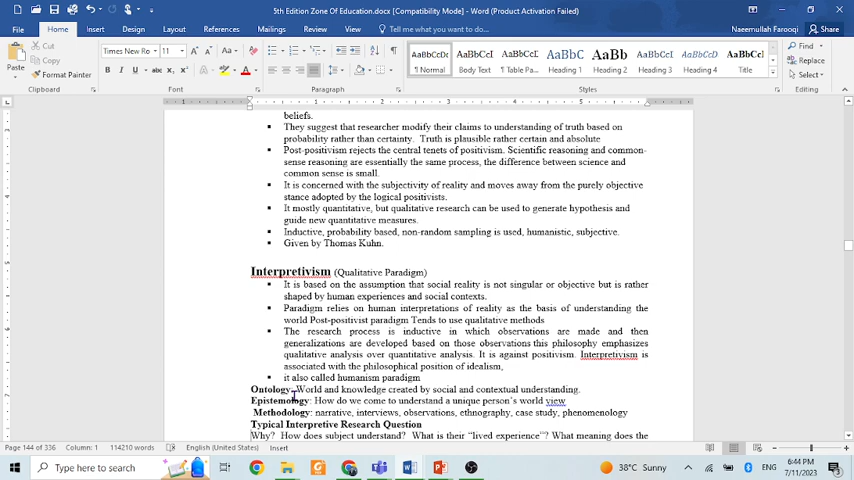 5th Edition Zone Of Education.docx [Compatibility Mode] - Word (Product Activation Failed)
File Home Insert Design Layout References Mailings Review View Tell me what you want to do... Naeemullah Farooqi Share
Cut
Copy
Paste Format Painter
Times New Ro 11
AaBbCcDc AaBbCcI AaBbCcDc AaBbC AaBb AaBbCcI AaBbCcD AaBbCcI
¶ Normal Body Text ¶ Table Pa... Heading 1 Heading 2 Heading 3 Heading 4 Title
Find
Replace
Select
Clipboard Font Paragraph Styles Editing
beliefs.
▪ They suggest that researcher modify their claims to understanding of truth based on
probability rather than certainty. Truth is plausible rather certain and absolute
▪ Post-positivism rejects the central tenets of positivism. Scientific reasoning and common-
sense reasoning are essentially the same process, the difference between science and
common sense is small.
▪ It is concerned with the subjectivity of reality and moves away from the purely objective
stance adopted by the logical positivists.
▪ It mostly quantitative, but qualitative research can be used to generate hypothesis and
guide new quantitative measures.
▪ Inductive, probability based, non-random sampling is used, humanistic, subjective.
▪ Given by Thomas Kuhn.
Interpretivism (Qualitative Paradigm)
▪ It is based on the assumption that social reality is not singular or objective but is rather
shaped by human experiences and social contexts.
▪ Paradigm relies on human interpretations of reality as the basis of understanding the
world Post-positivist paradigm Tends to use qualitative methods
▪ The research process is inductive in which observations are made and then
generalizations are developed based on those observations this philosophy emphasizes
qualitative analysis over quantitative analysis. It is against positivism. Interpretivism is
associated with the philosophical position of idealism,
▪ it also called humanism paradigm
Ontology: World and knowledge created by social and contextual understanding.
Epistemology: How do we come to understand a unique person's world view
Methodology: narrative, interviews, observations, ethnography, case study, phenomenology
Typical Interpretive Research Question
Why? How does subject understand? What is their "lived experience"? What meaning does the
Page 144 of 336 Column: 1 114210 words English (United States) Insert 100%
Type here to search 38°C Sunny ENG 6:44 PM
7/11/2023